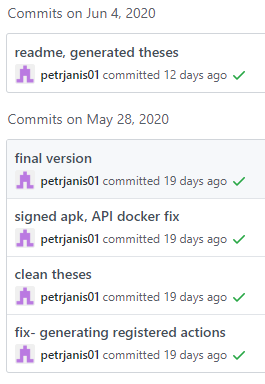 Commits on Jun 4, 2020
readme, generated theses
petrjanis01 committed 12 days ago
Commits on May 28, 2020
final version
petrjanis01 committed 19 days ago
signed apk, API docker fix
petrjanis01 committed 19 days ago
clean theses
petrjanis01 committed 19 days ago
fix- generating registered actions
petrjanis01 committed 19 days ago